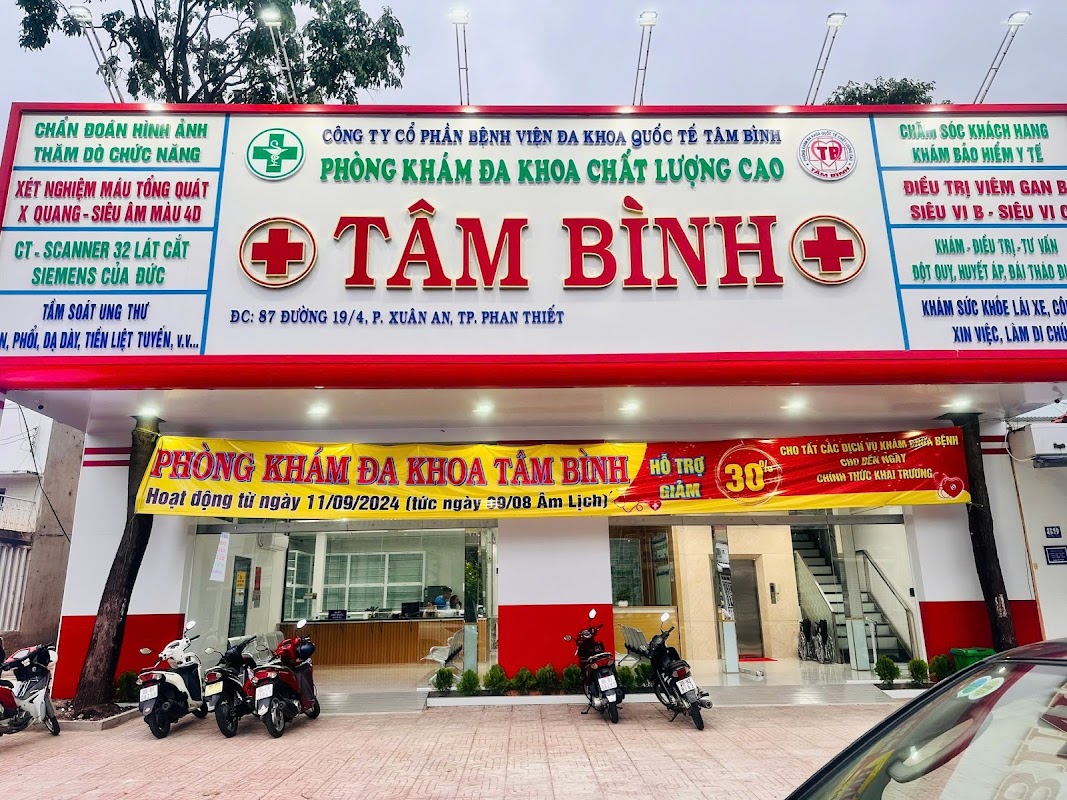 CHẨN ĐOÁN HÌNH ẢNH
THĂM DÒ CHỨC NĂNG
XÉT NGHIỆM MÁU TỔNG QUÁT
X QUANG - SIÊU ÂM MÀU 4D
CT - SCANNER 32 LÁT CẮT
SIEMENS CỦA ĐỨC
TẦM SOÁT UNG THƯ
PHỔI, DẠ DÀY, TIỀN LIỆT TUYẾN, v.v...
CÔNG TY CỔ PHẦN BỆNH VIỆN ĐA KHOA QUỐC TẾ TÂM BÌNH
PHÒNG KHÁM ĐA KHOA CHẤT LƯỢNG CAO
TÂM BÌNH
ĐC: 87 ĐƯỜNG 19/4, P. XUÂN AN, TP. PHAN THIẾT
TB
TÂM BÌNH
CHĂM SÓC KHÁCH HÀNG
KHÁM BẢO HIỂM Y TẾ
ĐIỀU TRỊ VIÊM GAN B
SIÊU VI B - SIÊU VI C
KHÁM - ĐIỀU TRỊ - TƯ VẤN
ĐỘT QUỴ, HUYẾT ÁP, ĐÁI THÁO
KHÁM SỨC KHỎE LÁI XE,
XIN VIỆC, LÀM DI
PHÒNG KHÁM ĐA KHOA TÂM BÌNH
Hoạt động từ ngày 11/09/2024 (tức ngày 09/08 Âm Lịch)
HỖ TRỢ
GIẢM
30%
CHO TẤT CẢ CÁC DỊCH VỤ KHÁM CHỮA BỆNH
CHO ĐẾN NGÀY
CHÍNH THỨC KHAI TRƯƠNG
89